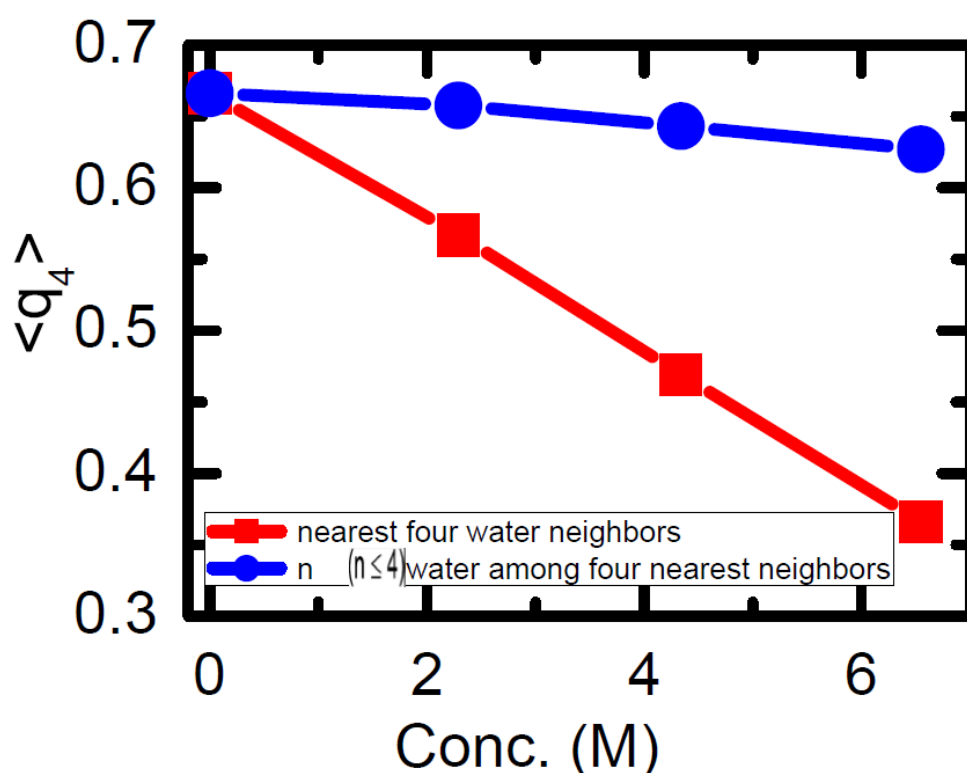 0.7
0.6
0.5
0.4
0.3
<q4>
nearest four water neighbors
n (n ≤ 4) water among four nearest neighbors
0 2 4 6
Conc. (M)